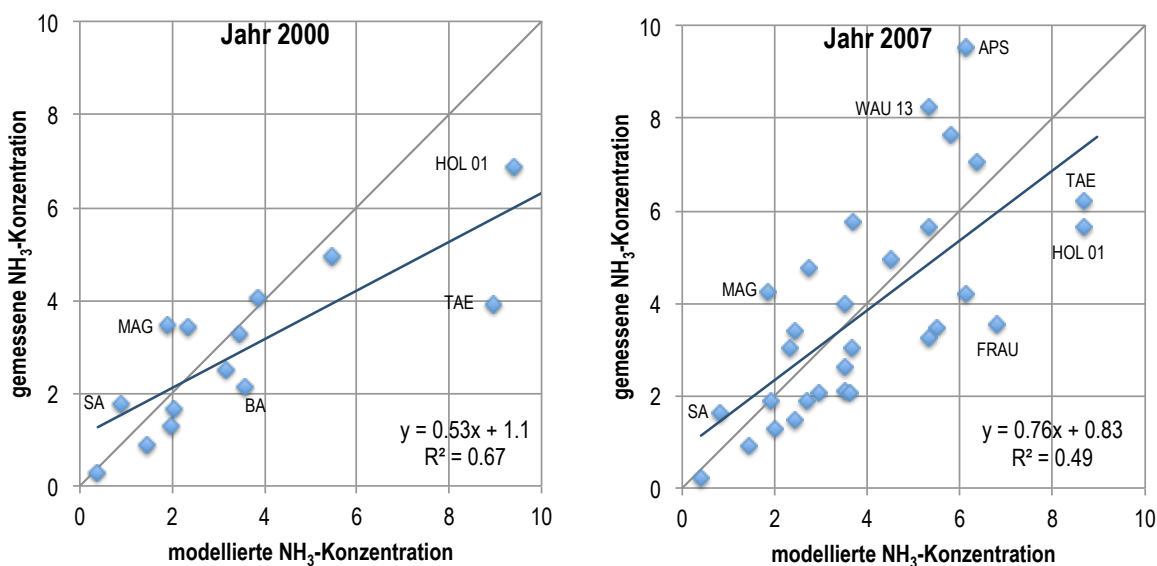 Jahr 2000
gemessene NH₃-Konzentration
10
8
6
4
2
0
HOL 01
TAE
MAG
SA
BA
y = 0.53x + 1.1
R² = 0.67
0 2 4 6 8 10
modellierte NH₃-Konzentration
Jahr 2007
gemessene NH₃-Konzentration
10
8
6
4
2
0
APS
WAU 13
TAE
HOL 01
MAG
FRAU
SA
y = 0.76x + 0.83
R² = 0.49
0 2 4 6 8 10
modellierte NH₃-Konzentration